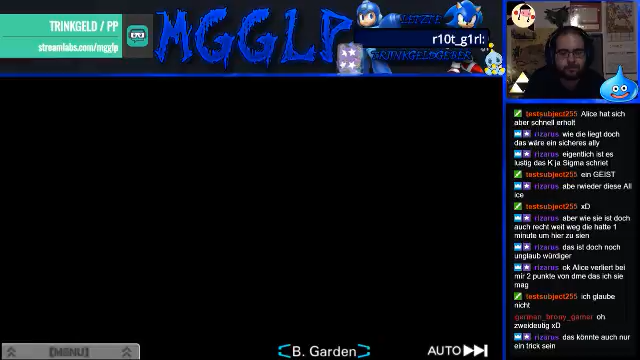 TRINKGELD / PP
streamlabs.com/mgglp
MGGLP
LETZTE
r10t_g1rl:
TRINKGELDGEBER
testsubject255 Alice hat sich
aber schnell erholt
rizarus wie die liegt doch
das wäre ein sicheres ally
rizarus eigentlich ist es
lustig das K ja Sigma schriet
testsubject255 ein GEIST
rizarus abe rwieder diese Ali
ice
testsubject255 xD
rizarus aber wie sie ist doch
auch recht weit weg die hatte 1
minute um hier zu sien
rizarus das ist doch noch
unglaub würdiger
rizarus ok Alice verliert bei
mir 2 punkte von dme das ich sie
mag
testsubject255 ich glaube
nicht
german_brony_gamer oh
zweideutig xD
rizarus das könnte auch nur
ein trick sein
[MENU]
B. Garden
AUTO